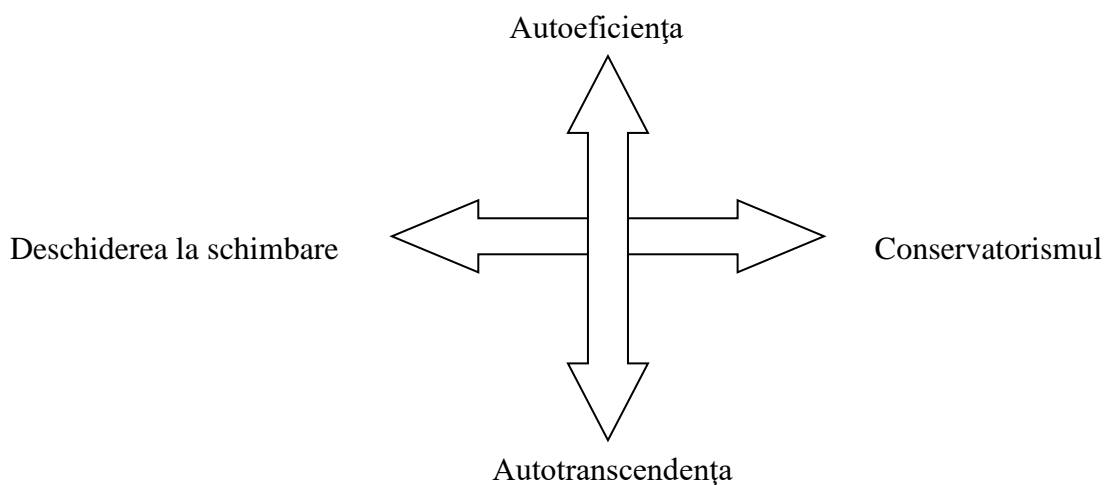 Autoeficienţa
Deschiderea la schimbare
Conservatorismul
Autotranscendenţa